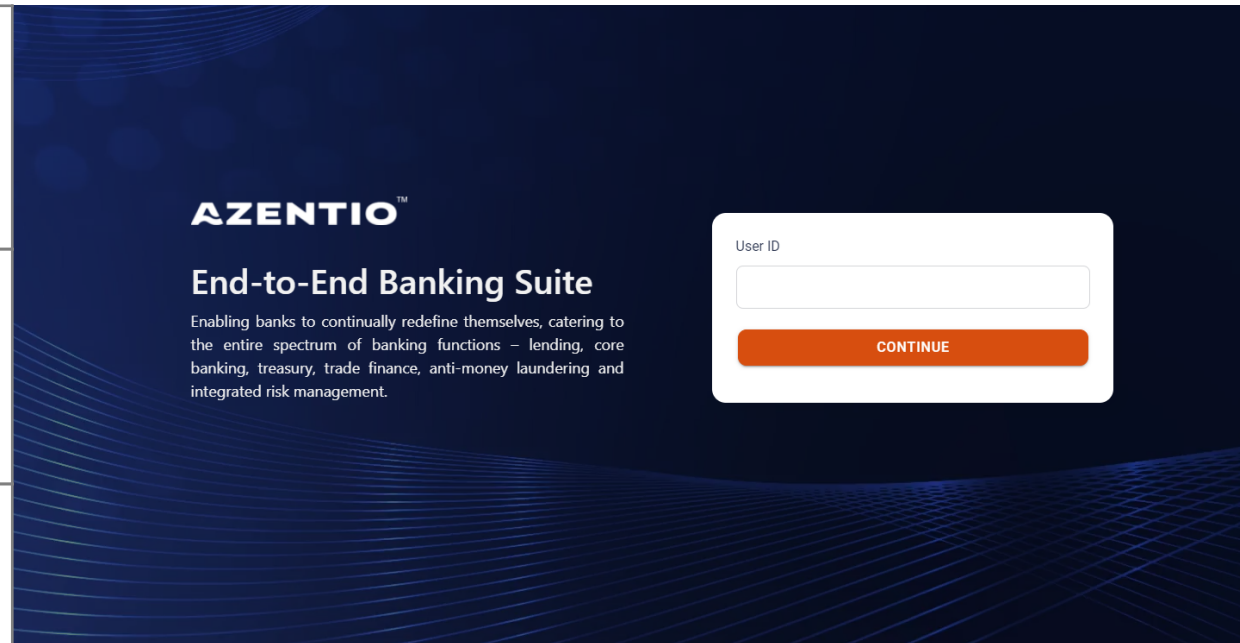 AZENTIO™
End-to-End Banking Suite
Enabling banks to continually redefine themselves, catering to
the entire spectrum of banking functions – lending, core
banking, treasury, trade finance, anti-money laundering and
integrated risk management.
User ID
CONTINUE